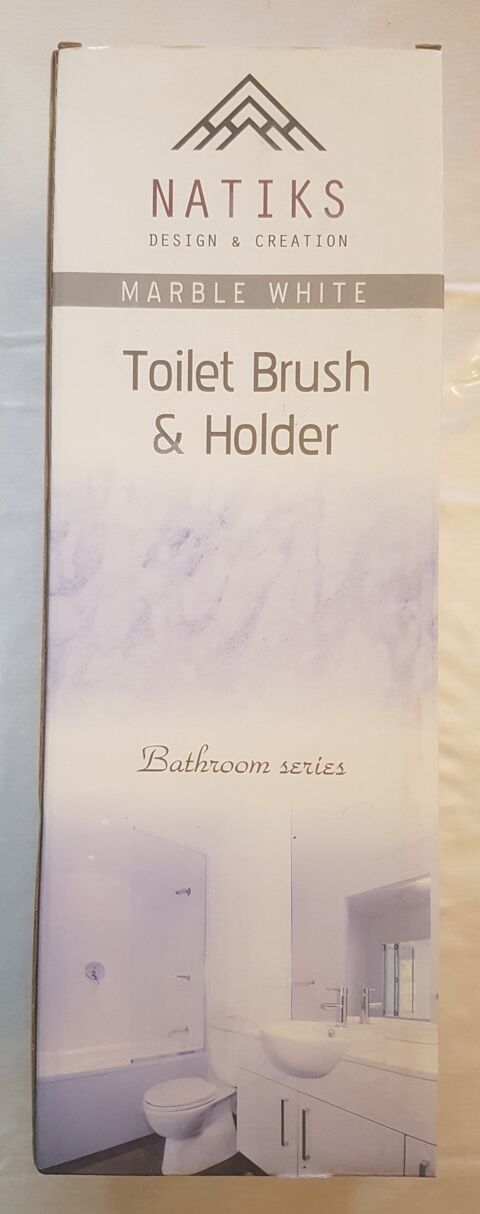 NATIKS
DESIGN & CREATION
MARBLE WHITE
Toilet Brush
& Holder
Bathroom series